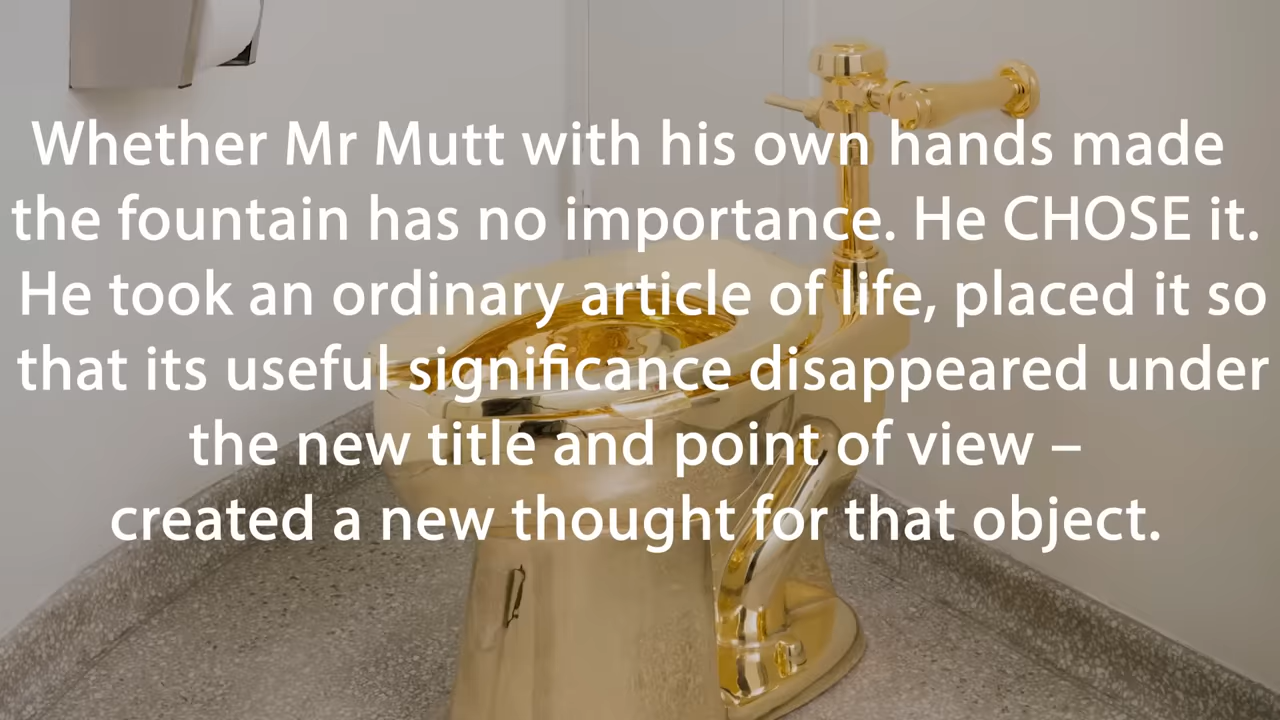 Whether Mr Mutt with his own hands made
the fountain has no importance. He CHOSE it.
He took an ordinary article of life, placed it so
that its useful significance disappeared under
the new title and point of view –
created a new thought for that object.